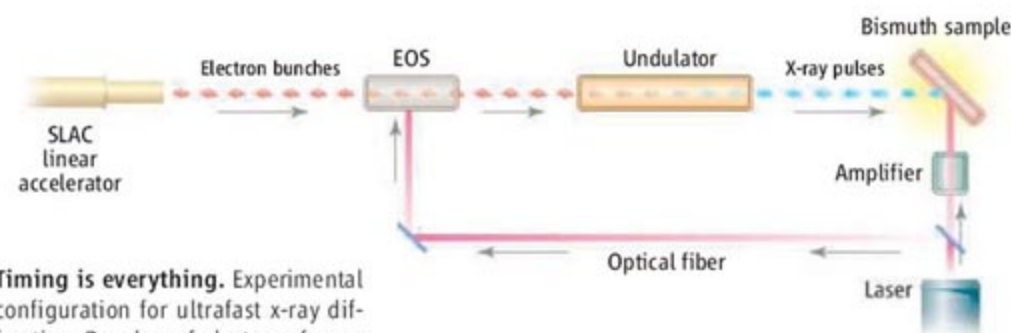 Bismuth sample
Electron bunches
EOS
Undulator
X-ray pulses
SLAC
linear
accelerator
Amplifier
Optical fiber
Laser
Timing is everything. Experimental
configuration for ultrafast x-ray dif-